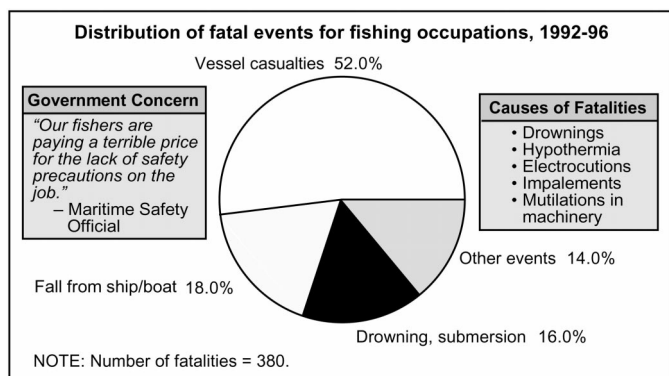 Distribution of fatal events for fishing occupations, 1992-96
Vessel casualties 52.0%
Government Concern
“Our fishers are
paying a terrible price
for the lack of safety
precautions on the
job.”
– Maritime Safety
Official
Causes of Fatalities
• Drownings
• Hypothermia
• Electrocutions
• Impalements
• Mutilations in
machinery
Other events 14.0%
Fall from ship/boat 18.0%
Drowning, submersion 16.0%
NOTE: Number of fatalities = 380.